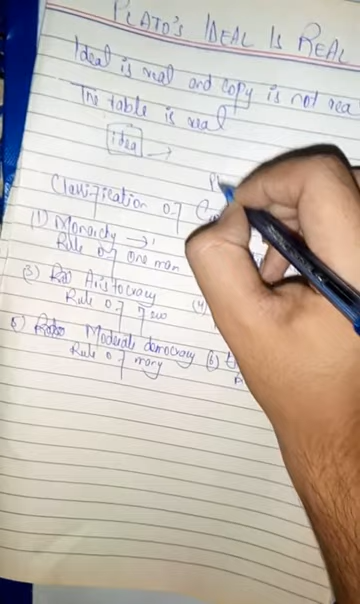 PLATO'S IDEAL IS REAL
Ideal is real and copy is not rea
The table is real
idea →
Classification of
(1) Monarchy →
Rule of one man
(3) Aristocracy
Rule of few
(4)
5) Moderate democracy
Rule of many
(6)